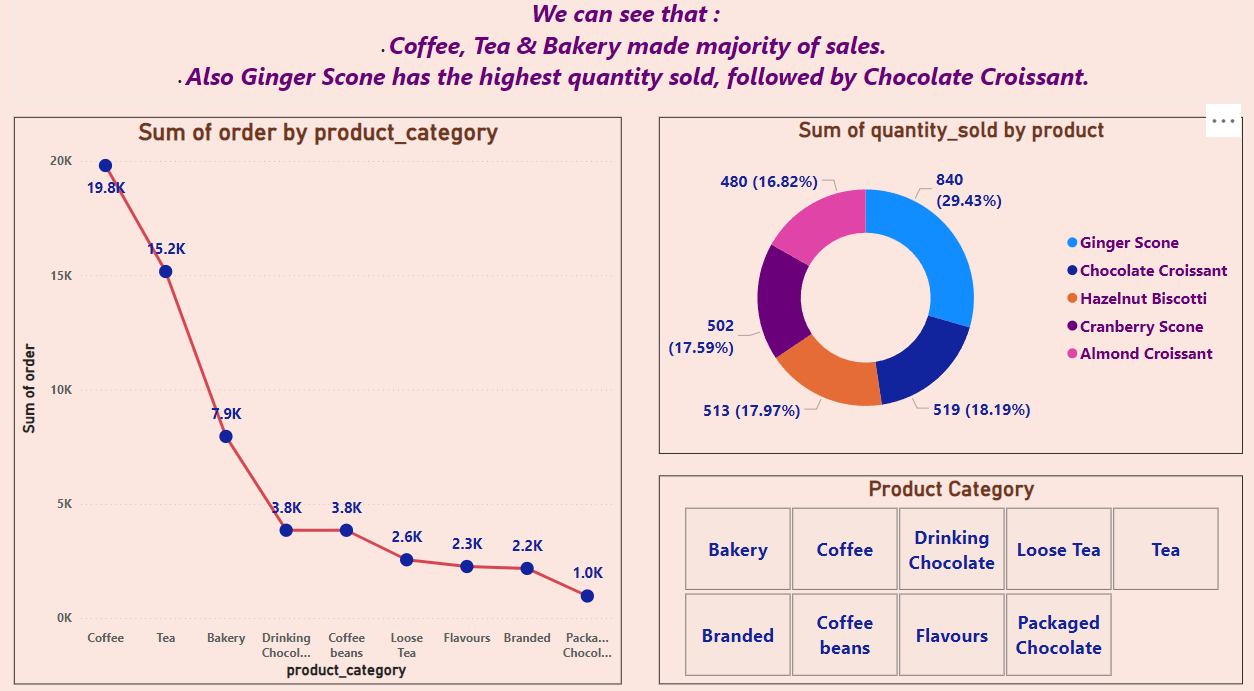 We can see that :
. Coffee, Tea & Bakery made majority of sales.
. Also Ginger Scone has the highest quantity sold, followed by Chocolate Croissant.
Sum of order by product_category
20K
19.8K
15.2K
15K
10K
7.9K
5K
3.8K
3.8K
2.6K
2.3K
2.2K
1.0K
0K
Sum of order
Coffee
Tea
Bakery
Drinking
Chocol...
Coffee
beans
Loose
Tea
Flavours
Branded
Packa...
Chocol...
product_category
...
Sum of quantity_sold by product
480 (16.82%)
840
(29.43%)
502
(17.59%)
513 (17.97%)
519 (18.19%)
Ginger Scone
Chocolate Croissant
Hazelnut Biscotti
Cranberry Scone
Almond Croissant
Product Category
Bakery
Coffee
Drinking
Chocolate
Loose Tea
Tea
Branded
Coffee
beans
Flavours
Packaged
Chocolate